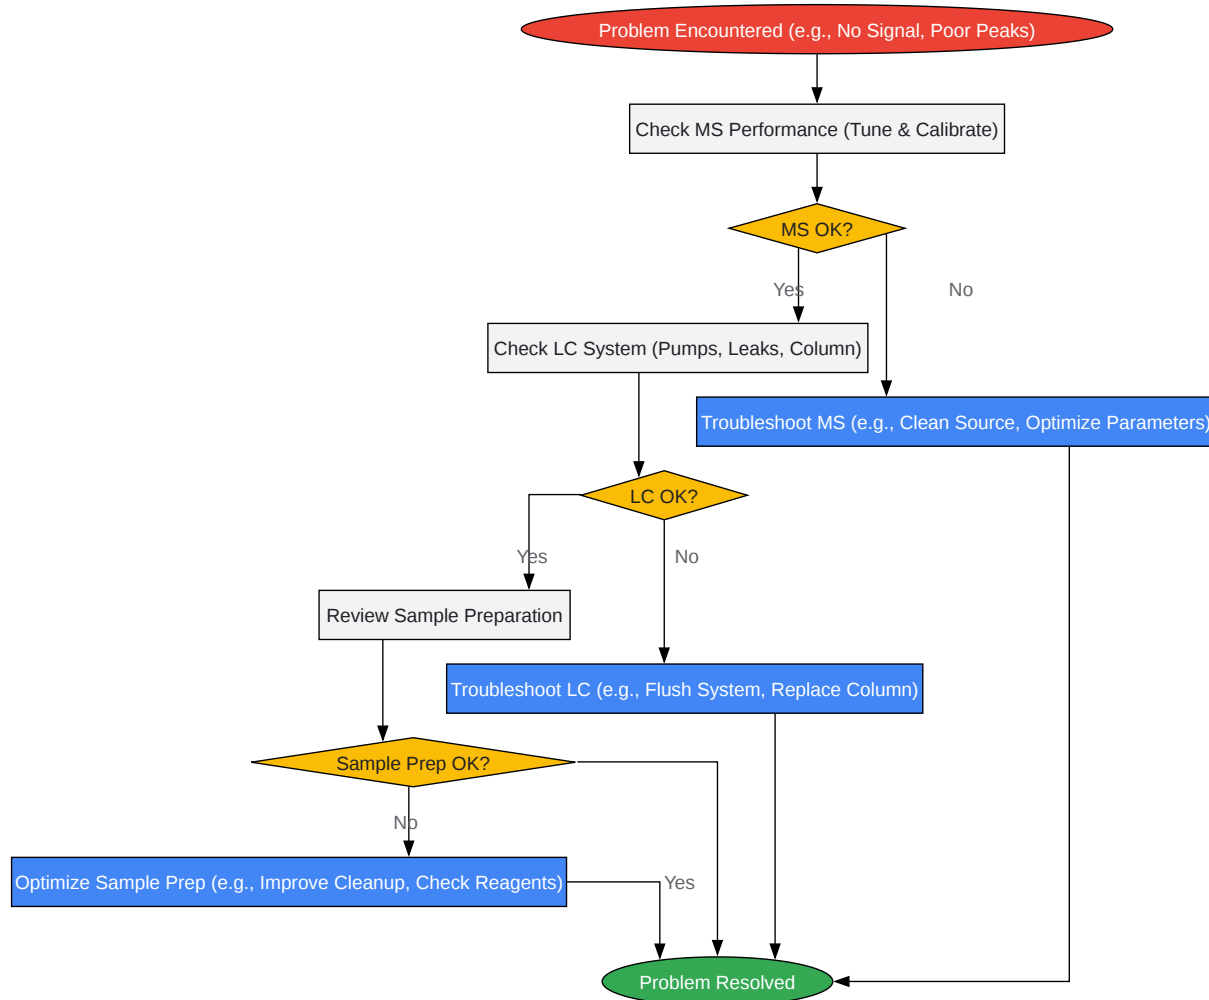 Problem Encountered (e.g., No Signal, Poor Peaks)
Check MS Performance (Tune & Calibrate)
MS OK?
Yes
No
Check LC System (Pumps, Leaks, Column)
Troubleshoot MS (e.g., Clean Source, Optimize Parameters)
LC OK?
Yes
No
Review Sample Preparation
Troubleshoot LC (e.g., Flush System, Replace Column)
Sample Prep OK?
No
Optimize Sample Prep (e.g., Improve Cleanup, Check Reagents)
Yes
Problem Resolved